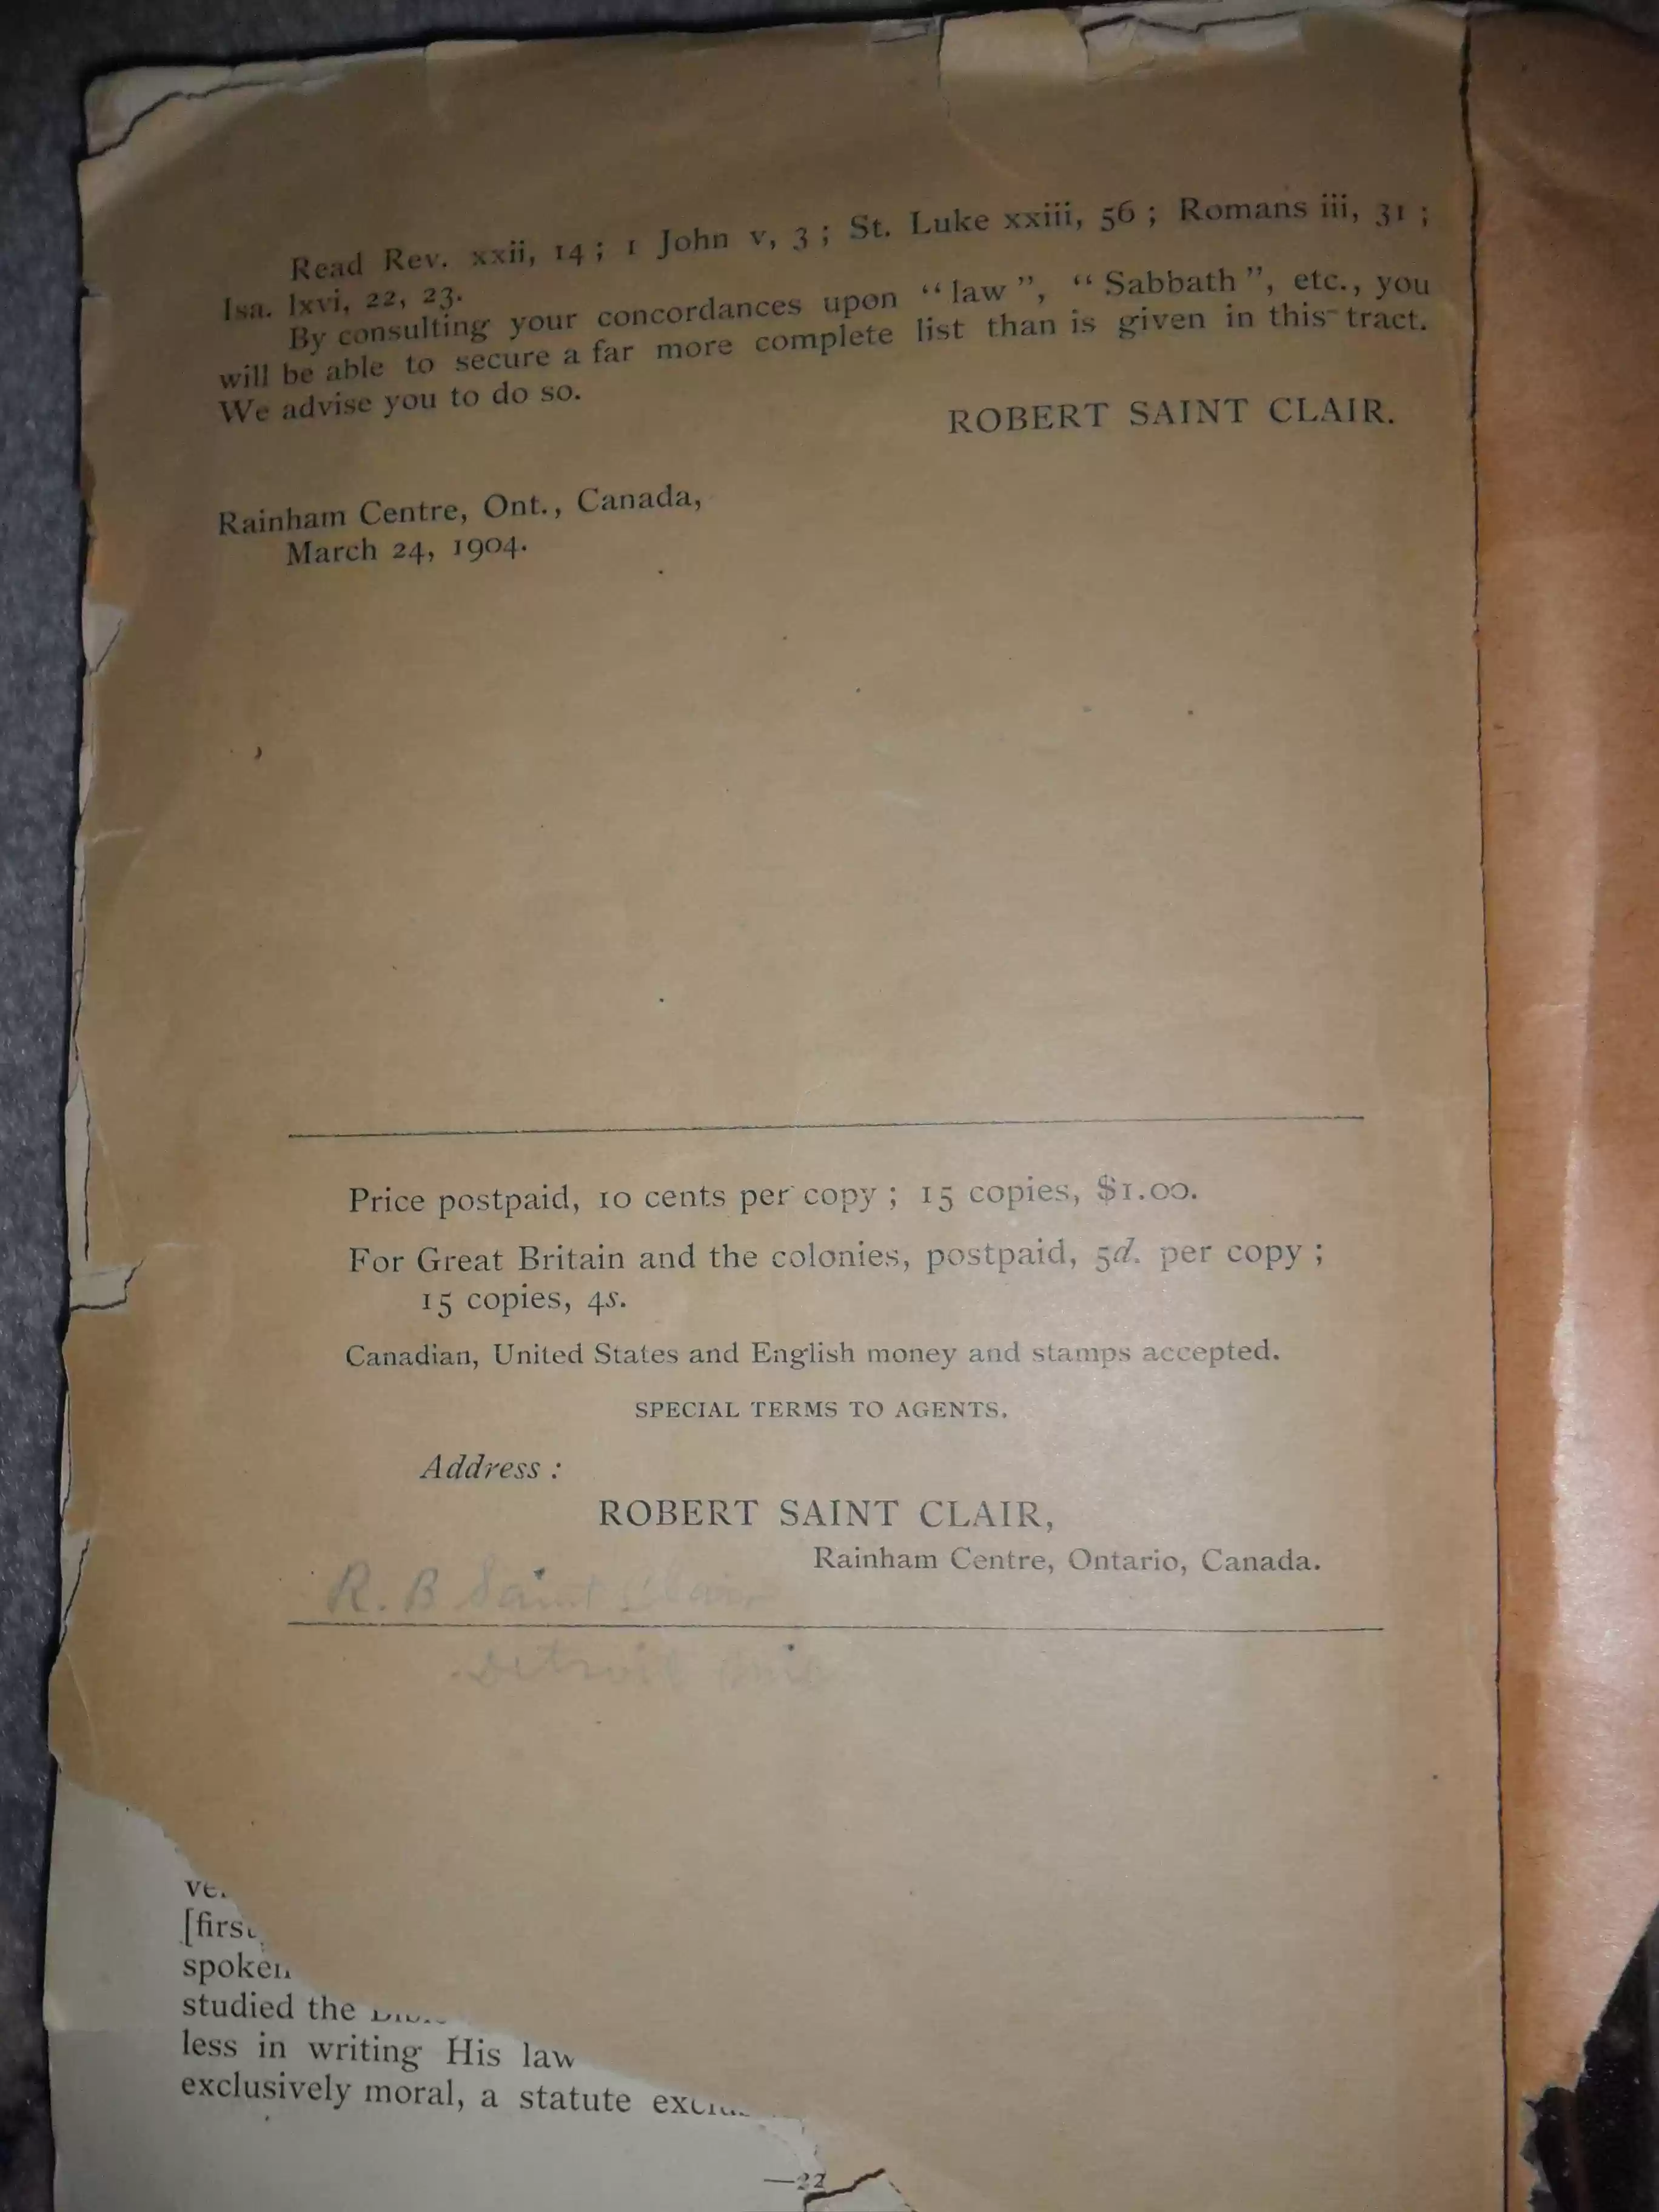 Read Rev. xxii, 14 ; 1 John v, 3 ; St. Luke xxiii, 56 ; Romans iii, 31 ;
Isa. lxvi, 22, 23.
By consulting your concordances upon “ law ”, “ Sabbath ”, etc., you
will be able to secure a far more complete list than is given in this tract.
We advise you to do so.
ROBERT SAINT CLAIR.
Rainham Centre, Ont., Canada,
March 24, 1904.
Price postpaid, 10 cents per copy ; 15 copies, $1.00.
For Great Britain and the colonies, postpaid, 5d. per copy ;
15 copies, 4s.
Canadian, United States and English money and stamps accepted.
SPECIAL TERMS TO AGENTS.
Address :
ROBERT SAINT CLAIR,
Rainham Centre, Ontario, Canada.
R. B Saint Clair
Detroit
[first
spoken
studied the
less in writing His law
exclusively moral, a statute